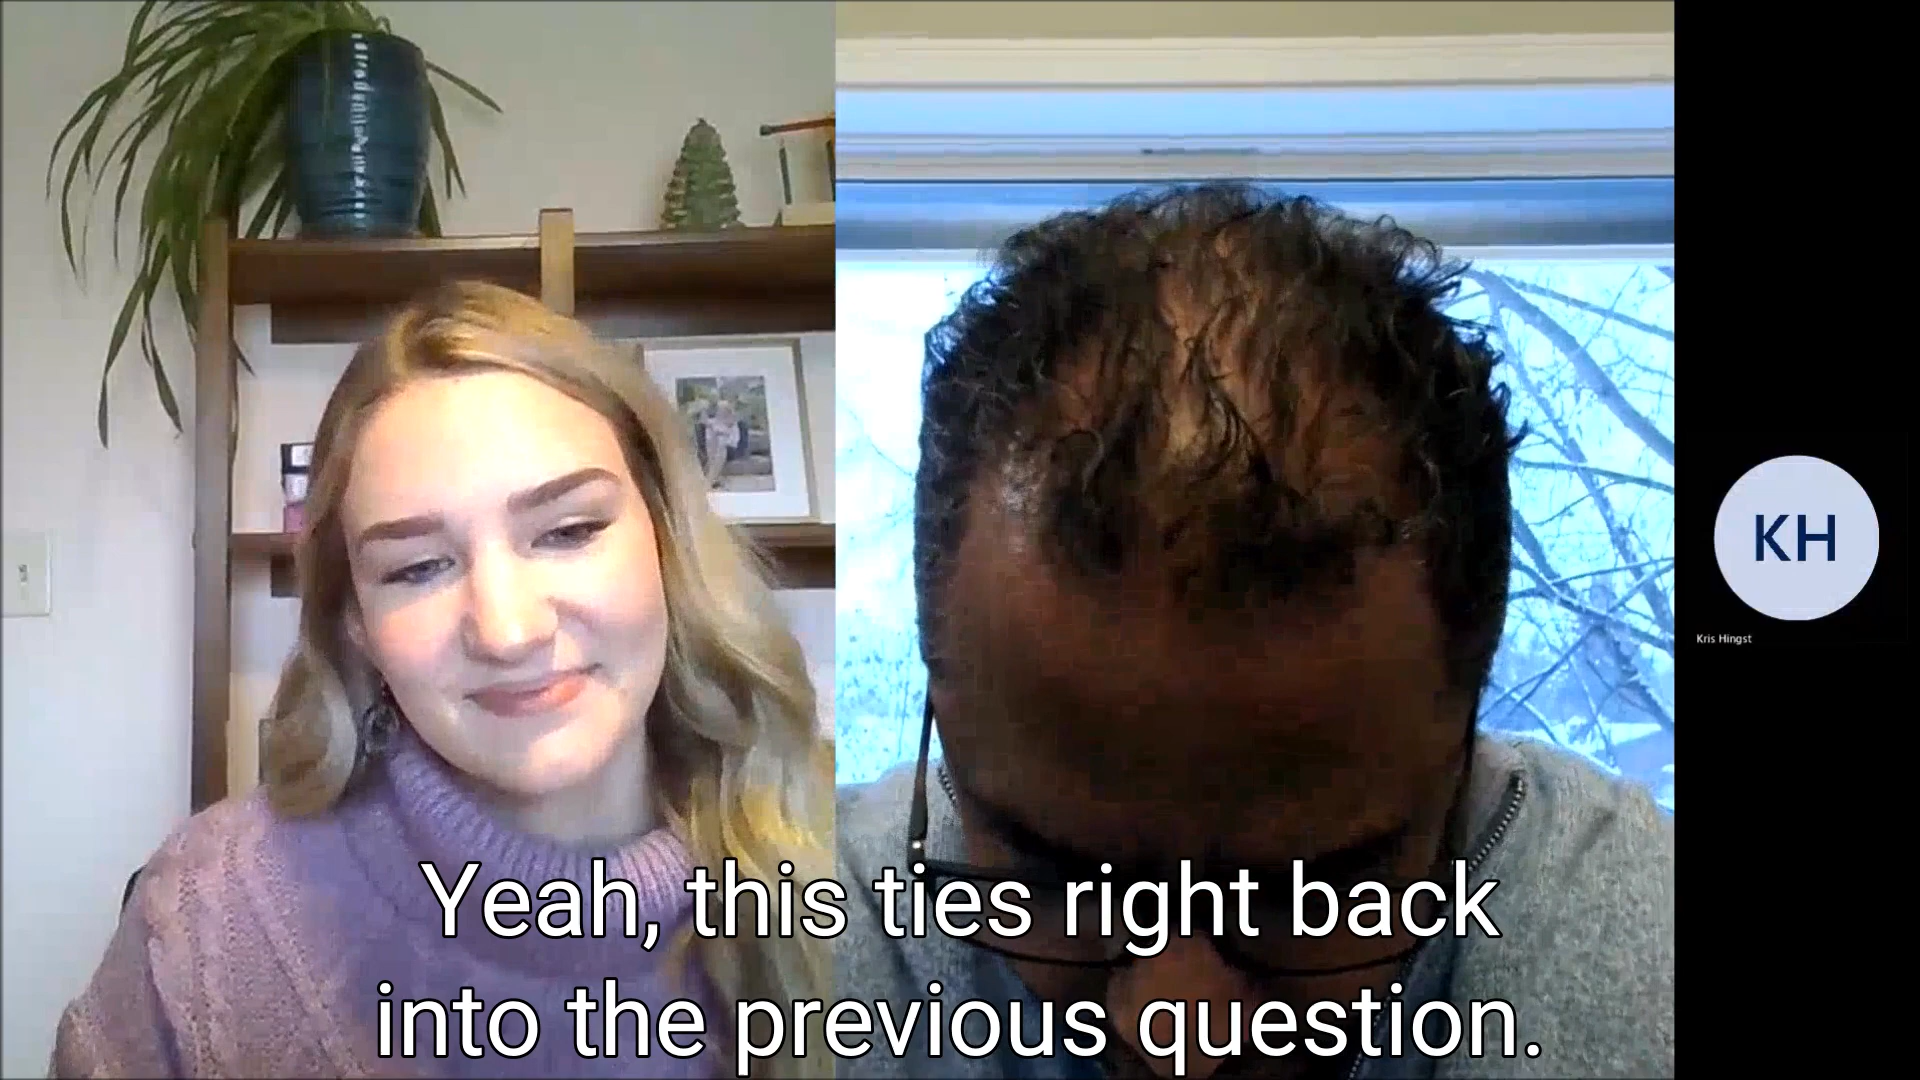 KH
Kris Hingst
Yeah, this ties right back
into the previous question.